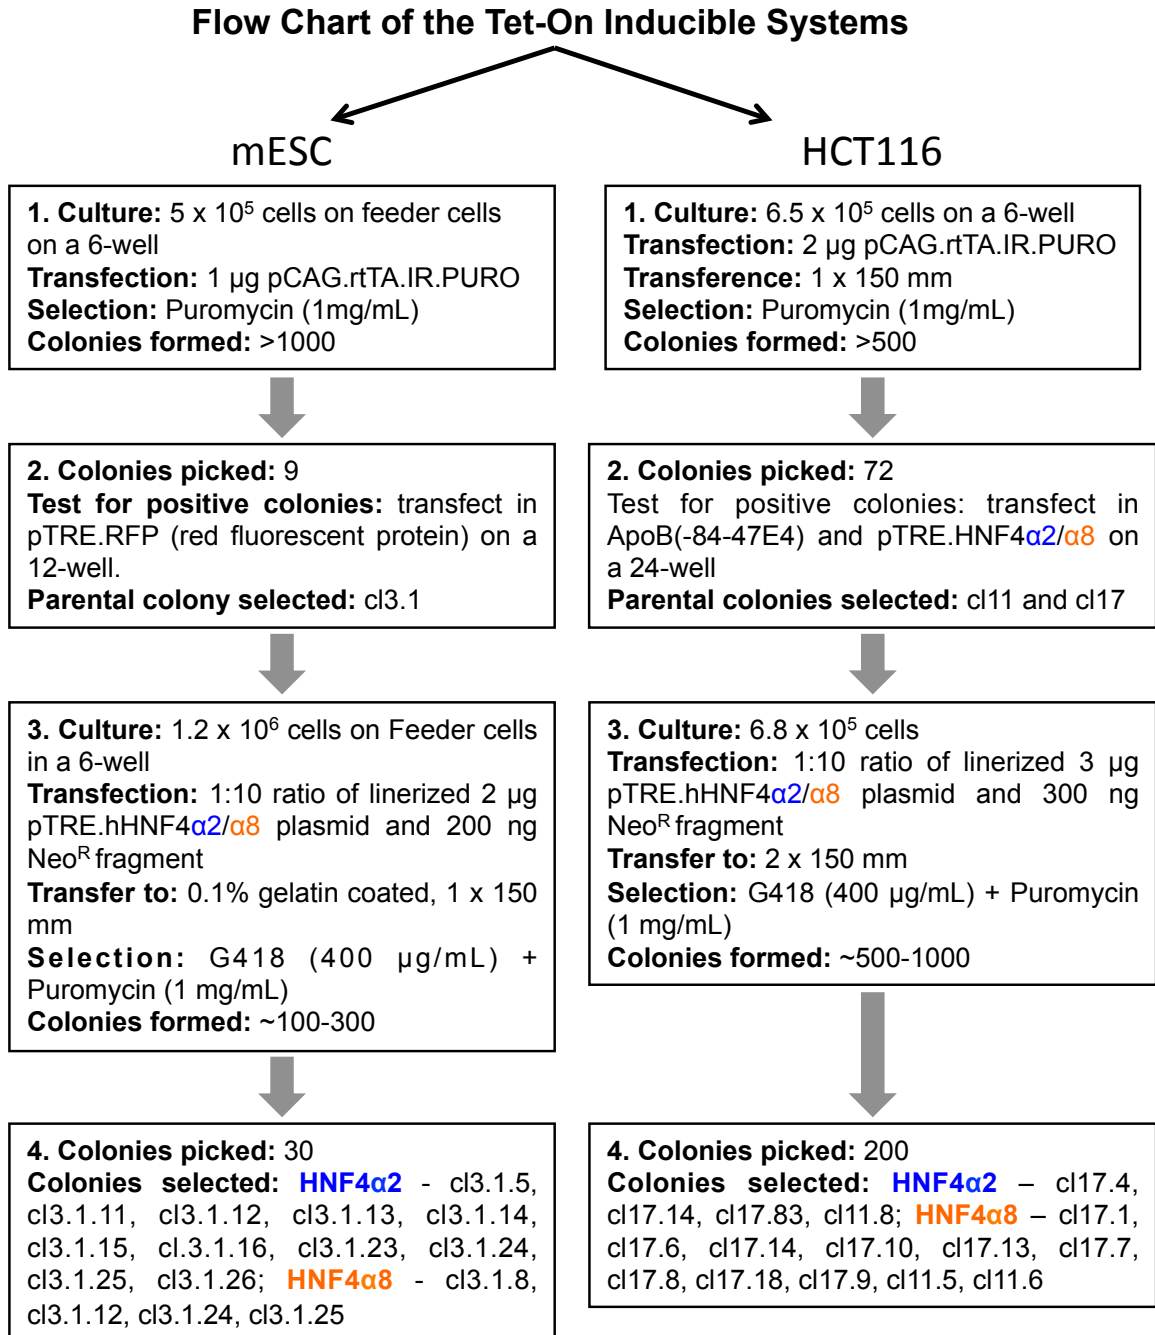 Flow Chart of the Tet-On Inducible Systems
mESC
1. Culture: 5 x 10⁵ cells on feeder cells
on a 6-well
Transfection: 1 µg pCAG.rtTA.IR.PURO
Selection: Puromycin (1mg/mL)
Colonies formed: >1000
2. Colonies picked: 9
Test for positive colonies: transfect in
pTRE.RFP (red fluorescent protein) on a
12-well.
Parental colony selected: cl3.1
3. Culture: 1.2 x 10⁶ cells on Feeder cells
in a 6-well
Transfection: 1:10 ratio of linerized 2 µg
pTRE.hHNF4α2/α8 plasmid and 200 ng
Neoᴿ fragment
Transfer to: 0.1% gelatin coated, 1 x 150
mm
Selection: G418 (400 µg/mL) +
Puromycin (1 mg/mL)
Colonies formed: ~100-300
4. Colonies picked: 30
Colonies selected: HNF4α2 - cl3.1.5,
cl3.1.11, cl3.1.12, cl3.1.13, cl3.1.14,
cl3.1.15, cl.3.1.16, cl3.1.23, cl3.1.24,
cl3.1.25, cl3.1.26; HNF4α8 - cl3.1.8,
cl3.1.12, cl3.1.24, cl3.1.25
HCT116
1. Culture: 6.5 x 10⁵ cells on a 6-well
Transfection: 2 µg pCAG.rtTA.IR.PURO
Transference: 1 x 150 mm
Selection: Puromycin (1mg/mL)
Colonies formed: >500
2. Colonies picked: 72
Test for positive colonies: transfect in
ApoB(-84-47E4) and pTRE.HNF4α2/α8 on
a 24-well
Parental colonies selected: cl11 and cl17
3. Culture: 6.8 x 10⁵ cells
Transfection: 1:10 ratio of linerized 3 µg
pTRE.hHNF4α2/α8 plasmid and 300 ng
Neoᴿ fragment
Transfer to: 2 x 150 mm
Selection: G418 (400 µg/mL) + Puromycin
(1 mg/mL)
Colonies formed: ~500-1000
4. Colonies picked: 200
Colonies selected: HNF4α2 – cl17.4,
cl17.14, cl17.83, cl11.8; HNF4α8 – cl17.1,
cl17.6, cl17.14, cl17.10, cl17.13, cl17.7,
cl17.8, cl17.18, cl17.9, cl11.5, cl11.6